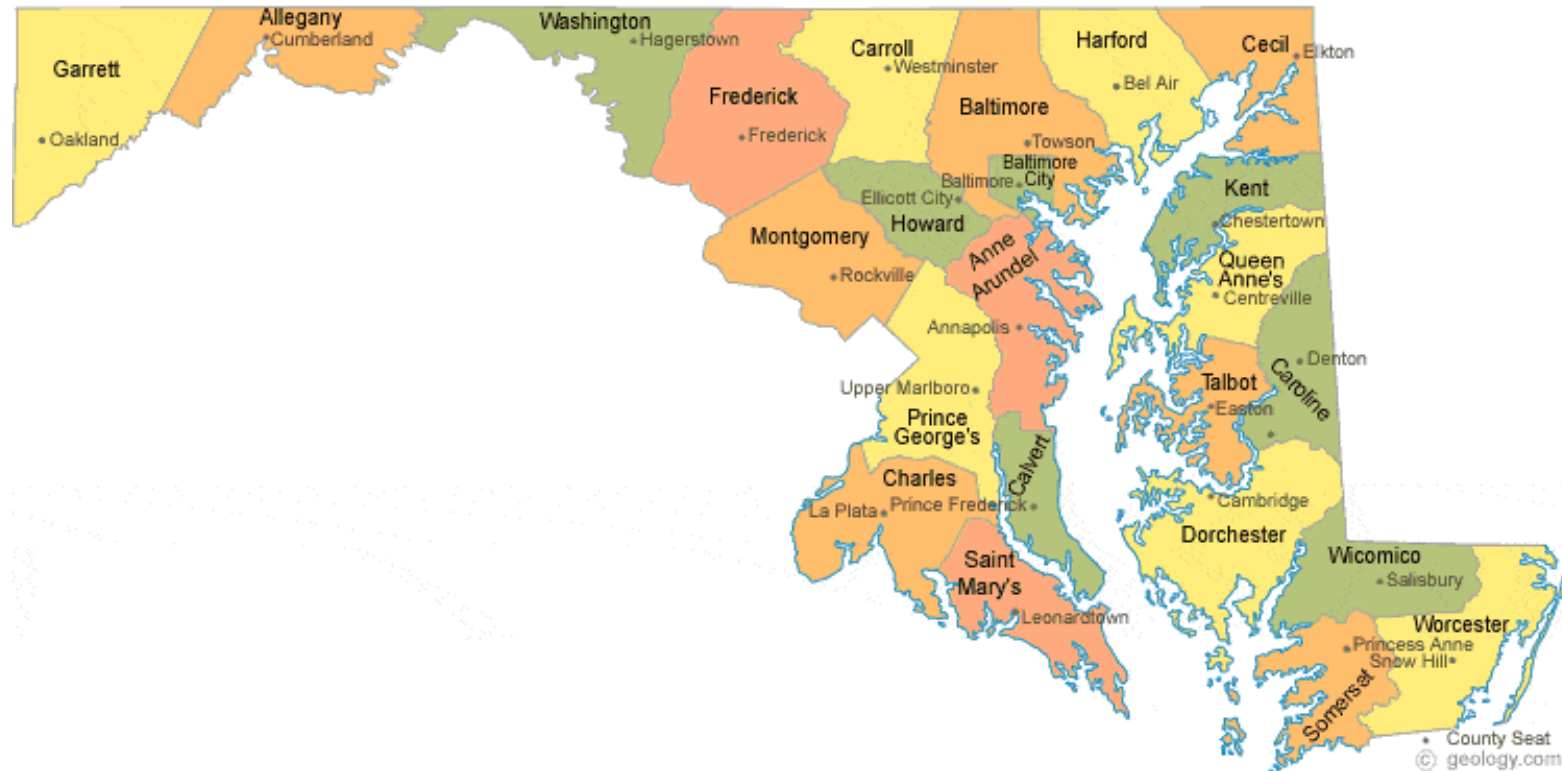 Allegany
Cumberland
Washington
Hagerstown
Garrett
Oakland
Frederick
Frederick
Carroll
Westminster
Baltimore
Towson
Harford
Bel Air
Cecil
Elkton
Baltimore
City
Baltimore
Ellicott City
Howard
Kent
Chestertown
Montgomery
Rockville
Anne
Arundel
Annapolis
Queen
Anne's
Centreville
Denton
Caroline
Talbot
Easton
Upper Marlboro
Prince
George's
Calvert
Charles
La Plata
Prince Frederick
Cambridge
Dorchester
Saint
Mary's
Leonardtown
Wicomico
Salisbury
Worcester
Princess Anne
Snow Hill
Somerset
County Seat
© geology.com